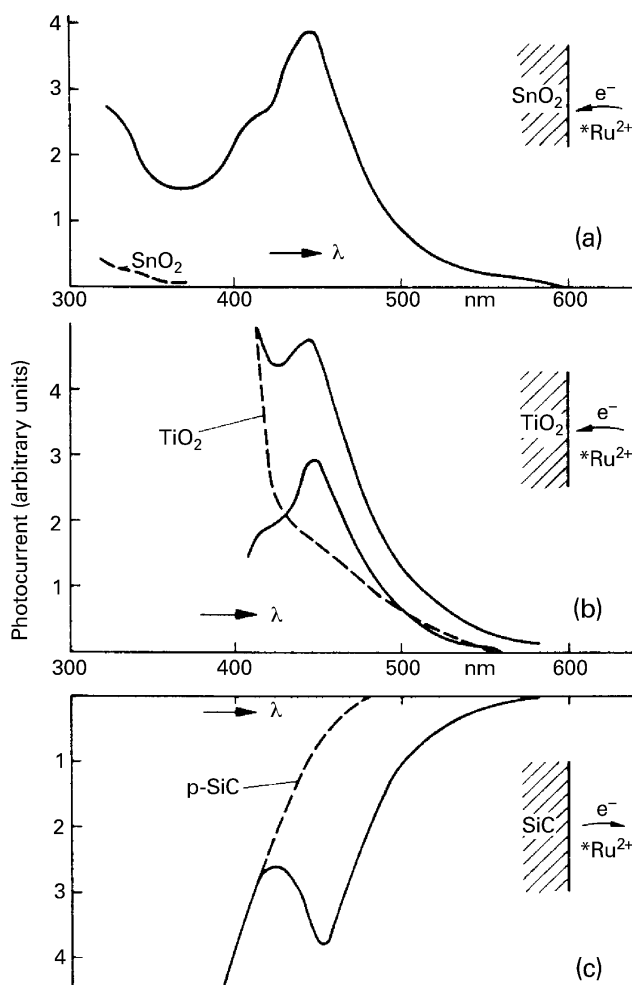 Photocurrent (arbitrary units)
4
3
2
1
SnO₂
e⁻
*Ru²⁺
SnO₂
λ
(a)
300 400 500 nm 600
4
3
2
1
TiO₂
TiO₂
e⁻
*Ru²⁺
λ
(b)
300 400 500 nm 600
λ
1
2
3
4
p-SiC
SiC
e⁻
*Ru²⁺
(c)